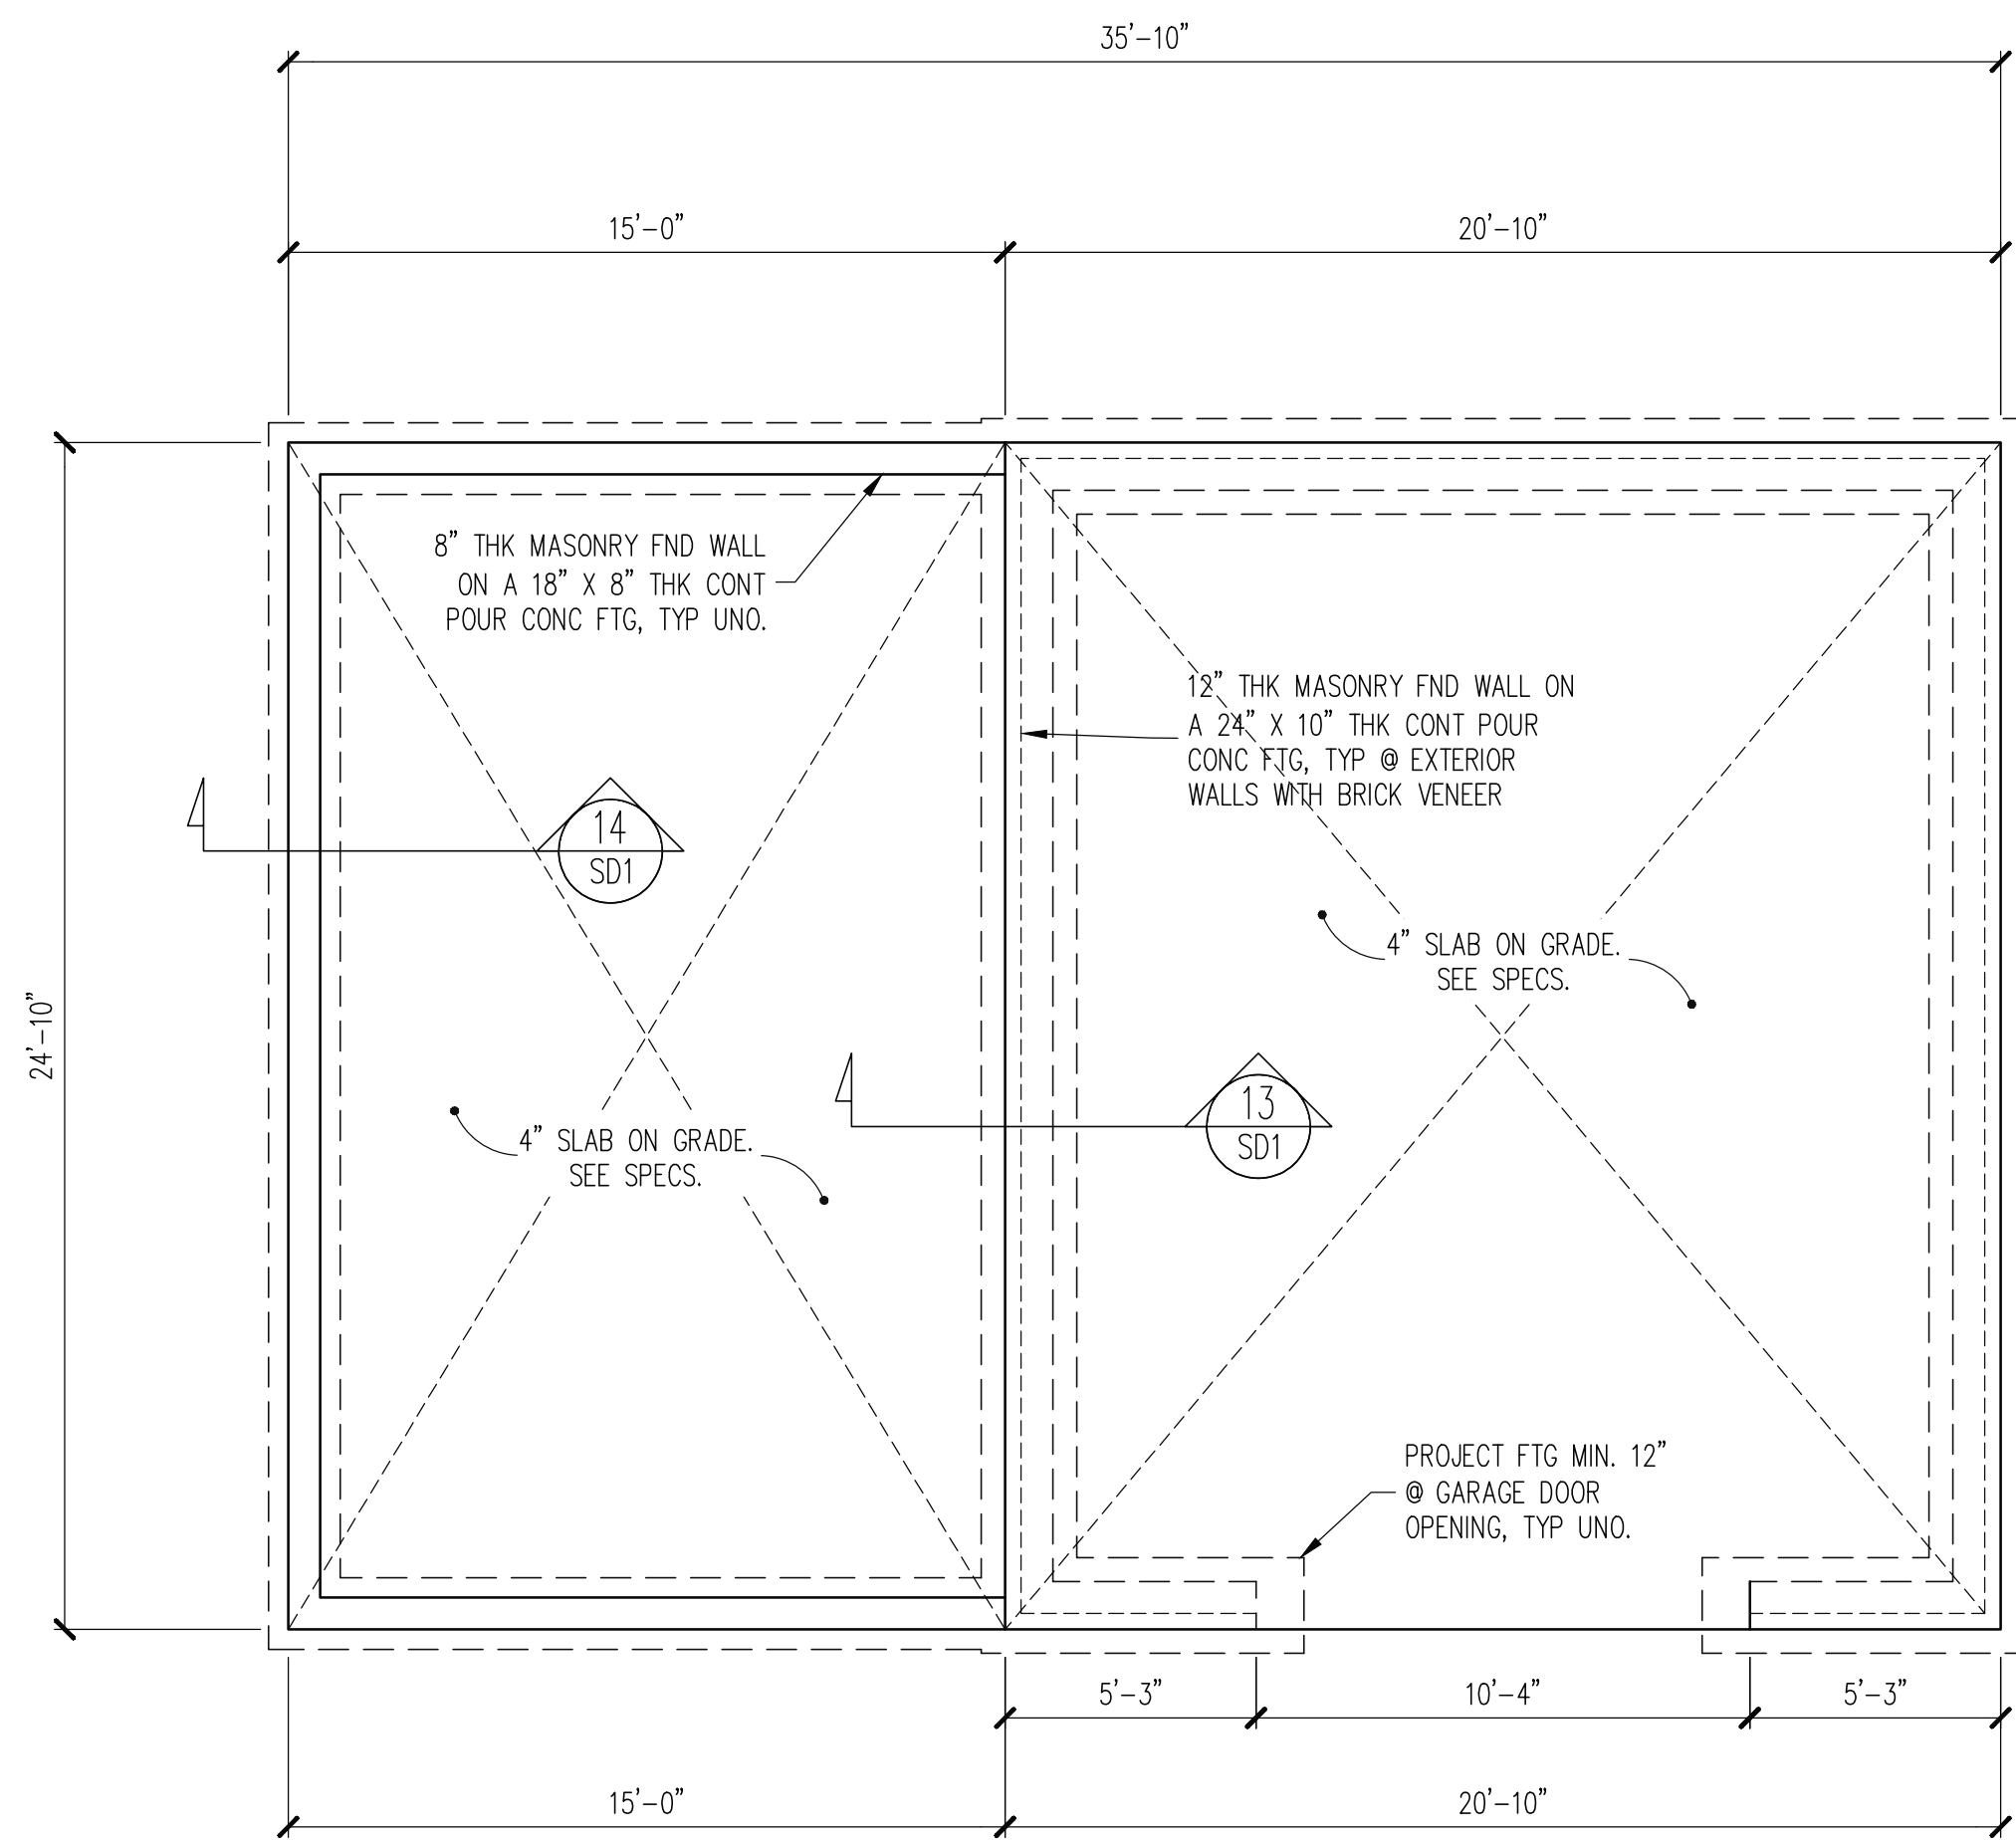 35'-10"
15'-0"
20'-10"
8" THK MASONRY FND WALL
ON A 18" X 8" THK CONT
POUR CONC FTG, TYP UNO.
12" THK MASONRY FND WALL ON
A 24" X 10" THK CONT POUR
CONC FTG, TYP @ EXTERIOR
WALLS WITH BRICK VENEER
14
SD1
4" SLAB ON GRADE.
SEE SPECS.
24'-10"
13
SD1
4" SLAB ON GRADE.
SEE SPECS.
PROJECT FTG MIN. 12"
@ GARAGE DOOR
OPENING, TYP UNO.
5'-3"
10'-4"
5'-3"
15'-0"
20'-10"